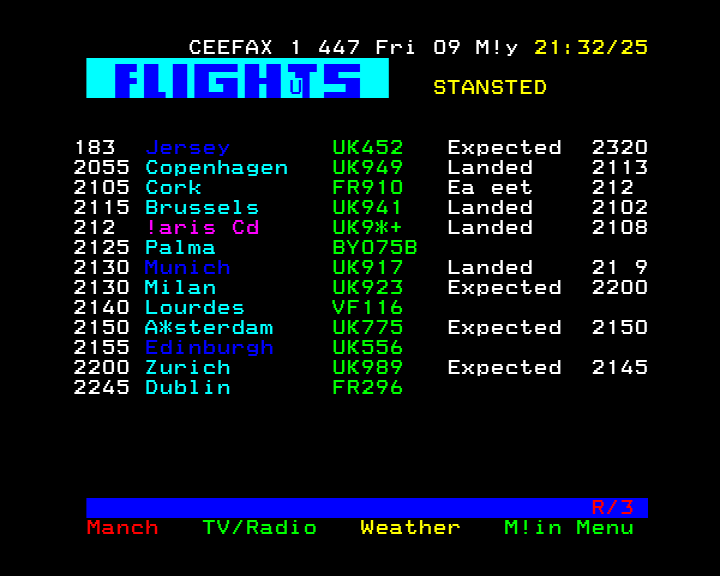 CEEFAX 1 447 Fri 09 M!y 21:32/25
FLIGHTS STANSTED
183 Jersey UK452 Expected 2320
2055 Copenhagen UK949 Landed 2113
2105 Cork FR910 Ea eet 212
2115 Brussels UK941 Landed 2102
212 !aris Cd UK9*+ Landed 2108
2125 Palma BY075B
2130 Munich UK917 Landed 21 9
2130 Milan UK923 Expected 2200
2140 Lourdes VF116
2150 A*sterdam UK775 Expected 2150
2155 Edinburgh UK556
2200 Zurich UK989 Expected 2145
2245 Dublin FR296
R/3
Manch TV/Radio Weather M!in Menu